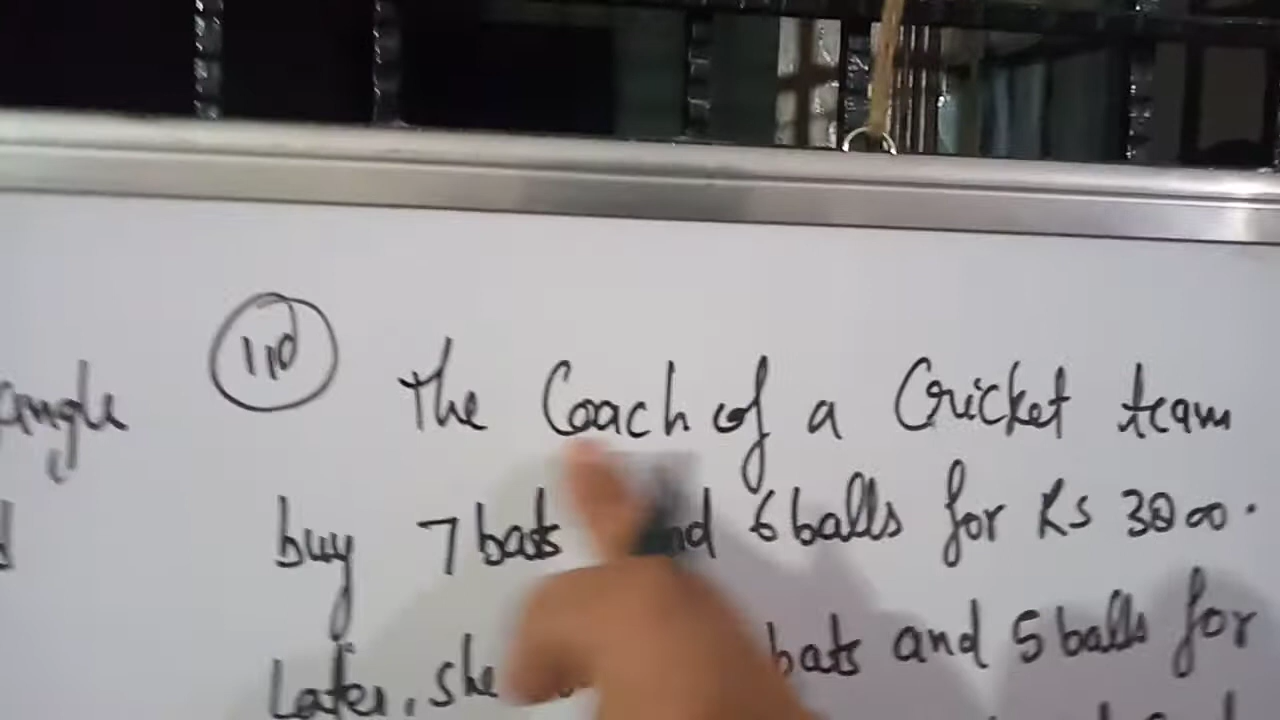 angle
The Coach of a Cricket team
buy 7 bats and 6 balls for Rs 3800.
Later, she bats and 5 balls for